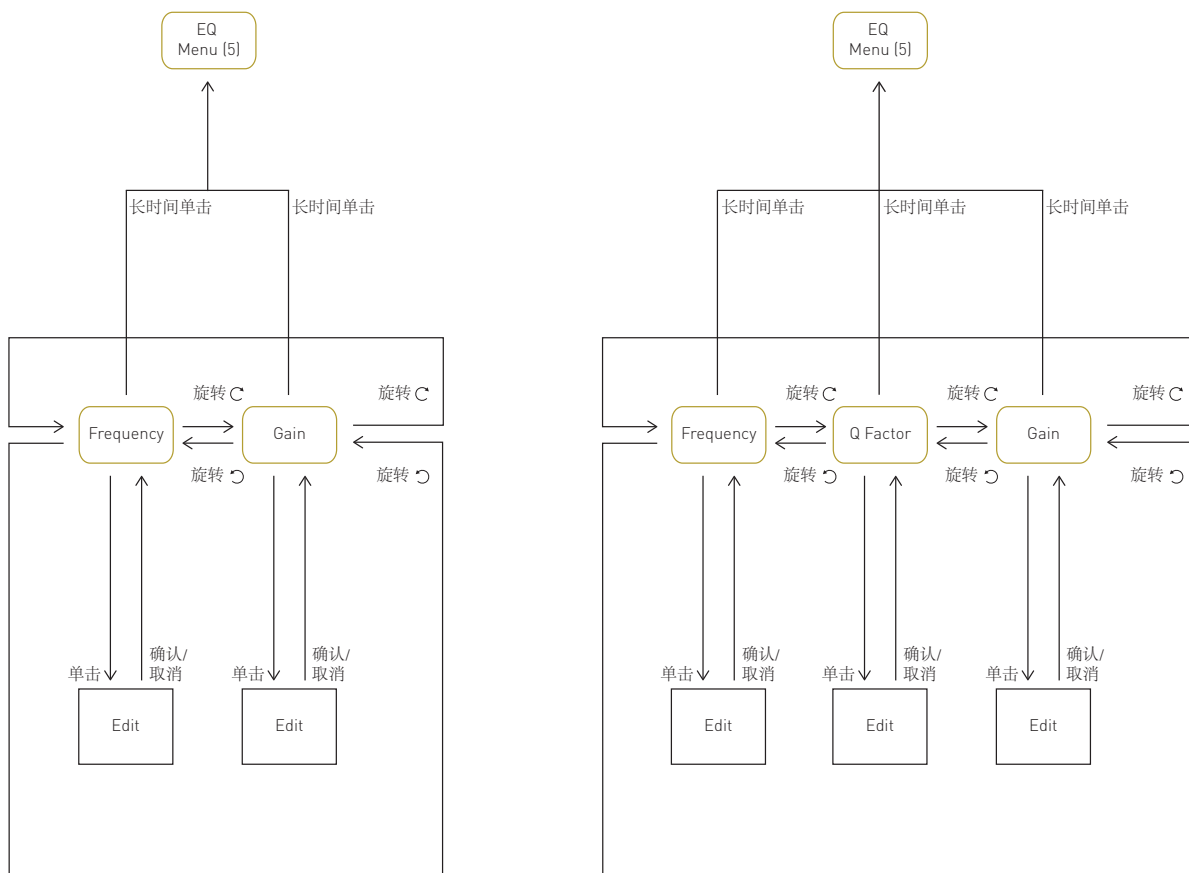 EQ
Menu (5)
长时间单击
长时间单击
旋转
旋转
Frequency
Gain
旋转
旋转
单击
确认/
取消
单击
确认/
取消
Edit
Edit
EQ
Menu (5)
长时间单击
长时间单击
长时间单击
旋转
旋转
旋转
Frequency
Q Factor
Gain
旋转
旋转
旋转
单击
确认/
取消
单击
确认/
取消
单击
确认/
取消
Edit
Edit
Edit